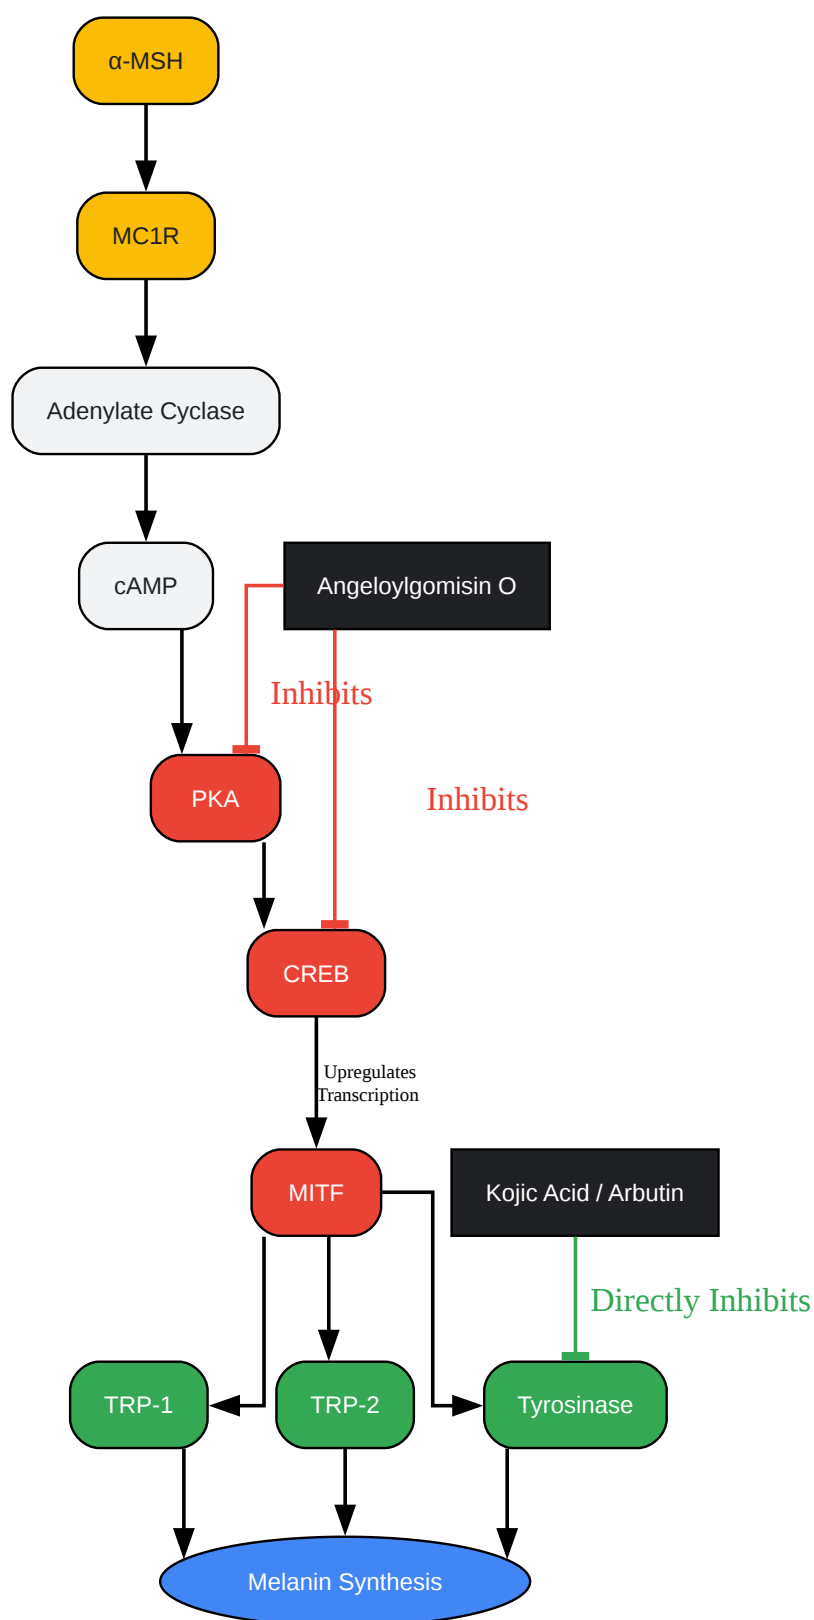 α-MSH
MC1R
Adenylate Cyclase
cAMP
Angeloylgomisin O
Inhibits
PKA
Inhibits
CREB
Upregulates
Transcription
MITF
Kojic Acid / Arbutin
Directly Inhibits
TRP-1
TRP-2
Tyrosinase
Melanin Synthesis